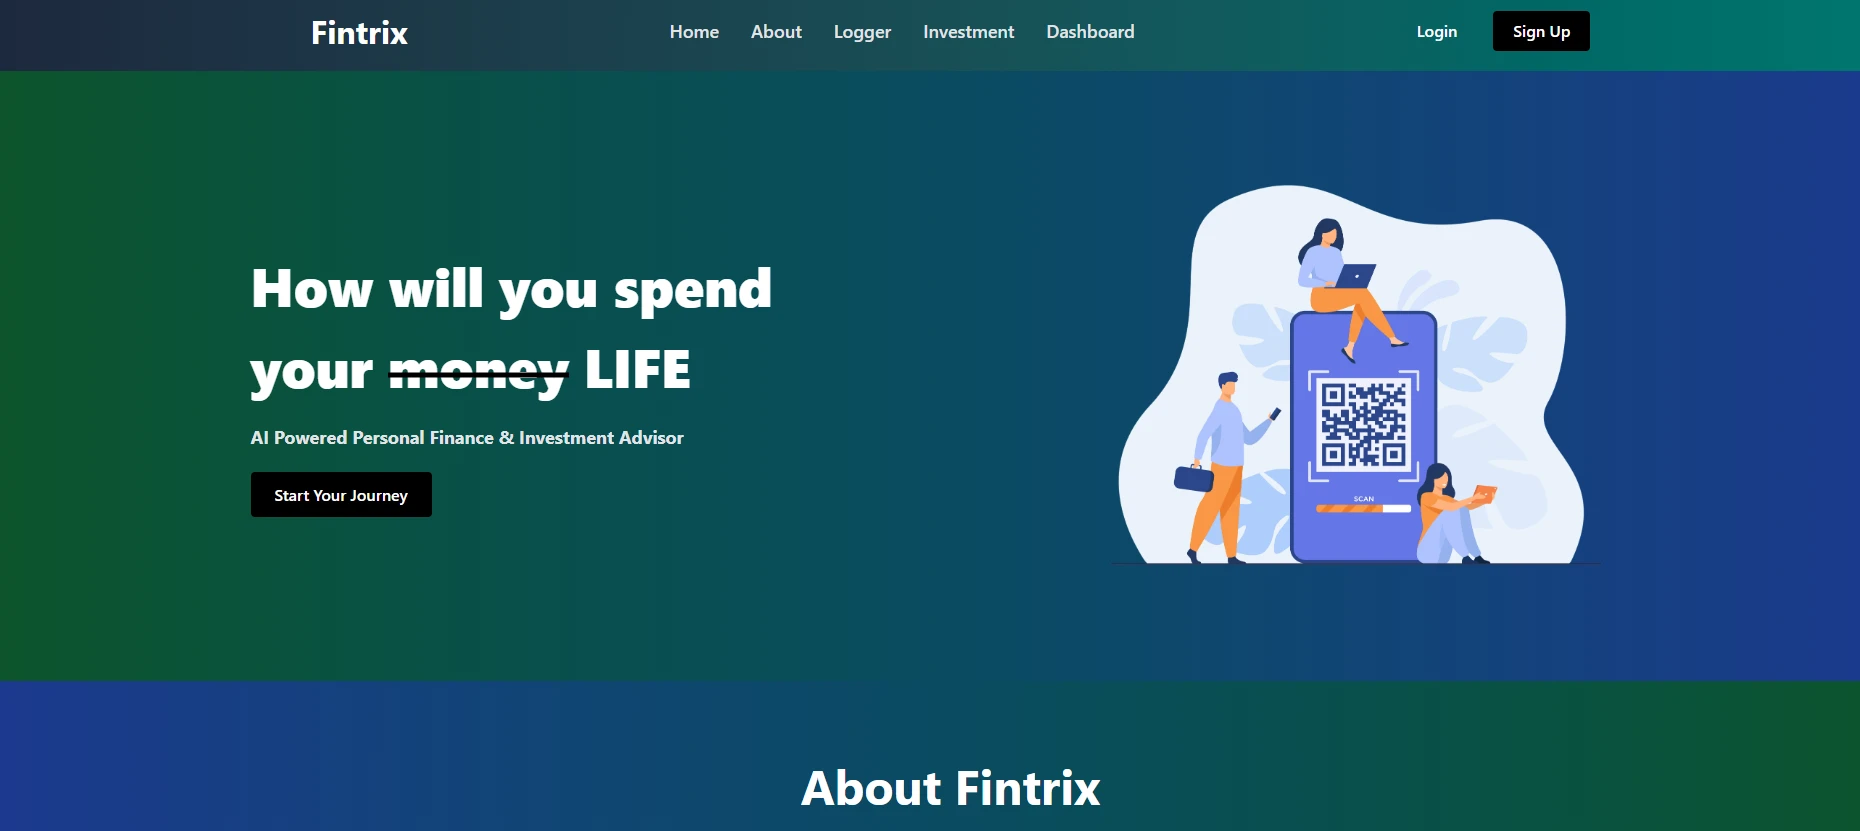 Fintrix
Home About Logger Investment Dashboard
Login Sign Up
How will you spend
your money LIFE
AI Powered Personal Finance & Investment Advisor
Start Your Journey
SCAN
About Fintrix